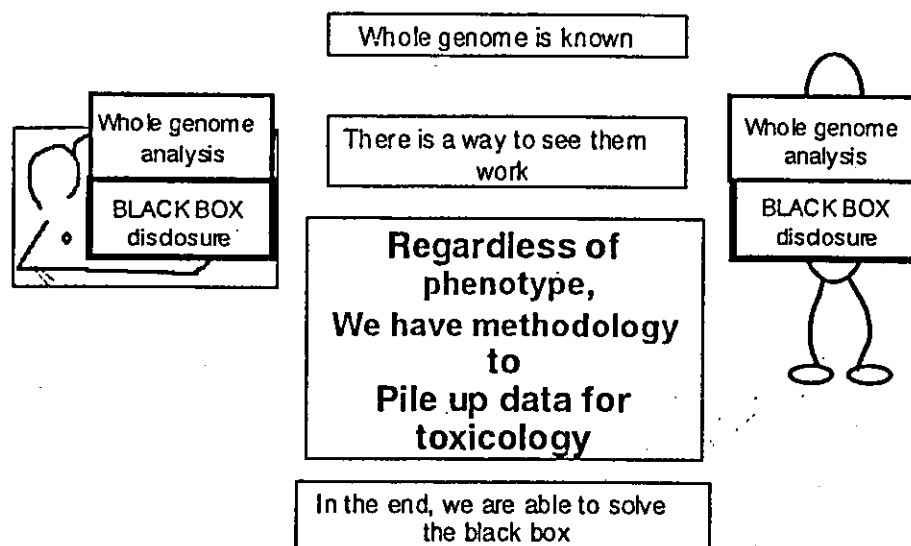 Whole genome is known
Whole genome
analysis
BLACK BOX
disclosure
There is a way to see them
work
Whole genome
analysis
BLACK BOX
disclosure
Regardless of
phenotype,
We have methodology
to
Pile up data for
toxicology
In the end, we are able to solve
the black box